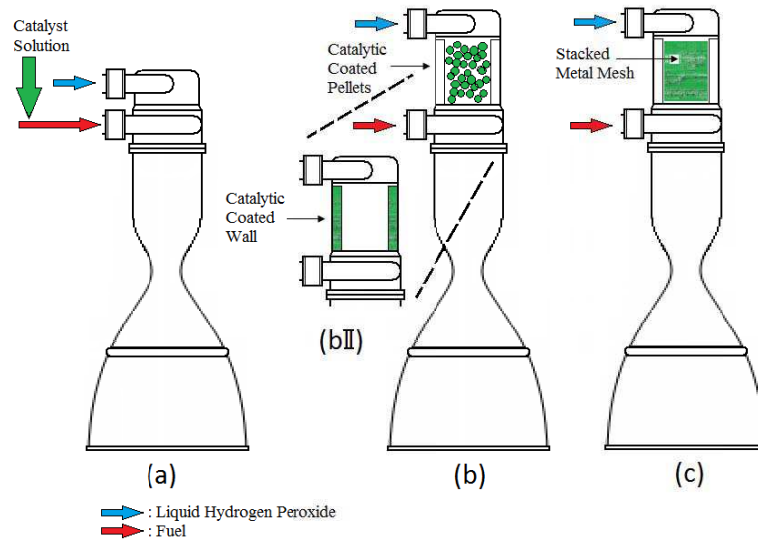 Catalyst
Solution
Catalytic
Coated
Pellets
Stacked
Metal Mesh
Catalytic
Coated
Wall
(bⅡ)
(a)
(b)
(c)
: Liquid Hydrogen Peroxide
: Fuel